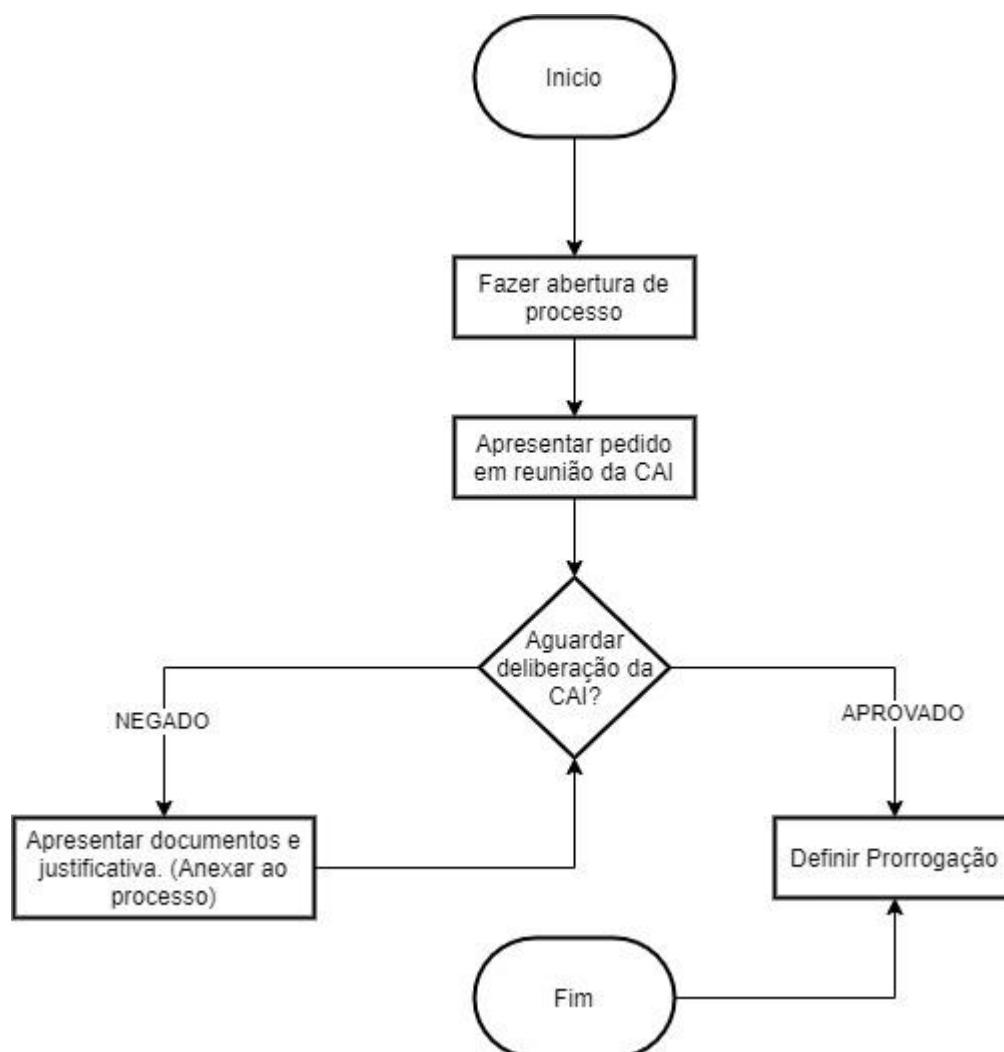 Inicio
Fazer abertura de
processo
Apresentar pedido
em reunião da CAI
Aguardar
deliberação da
CAI?
NEGADO
APROVADO
Apresentar documentos e
justificativa. (Anexar ao
processo)
Definir Prorrogação
Fim